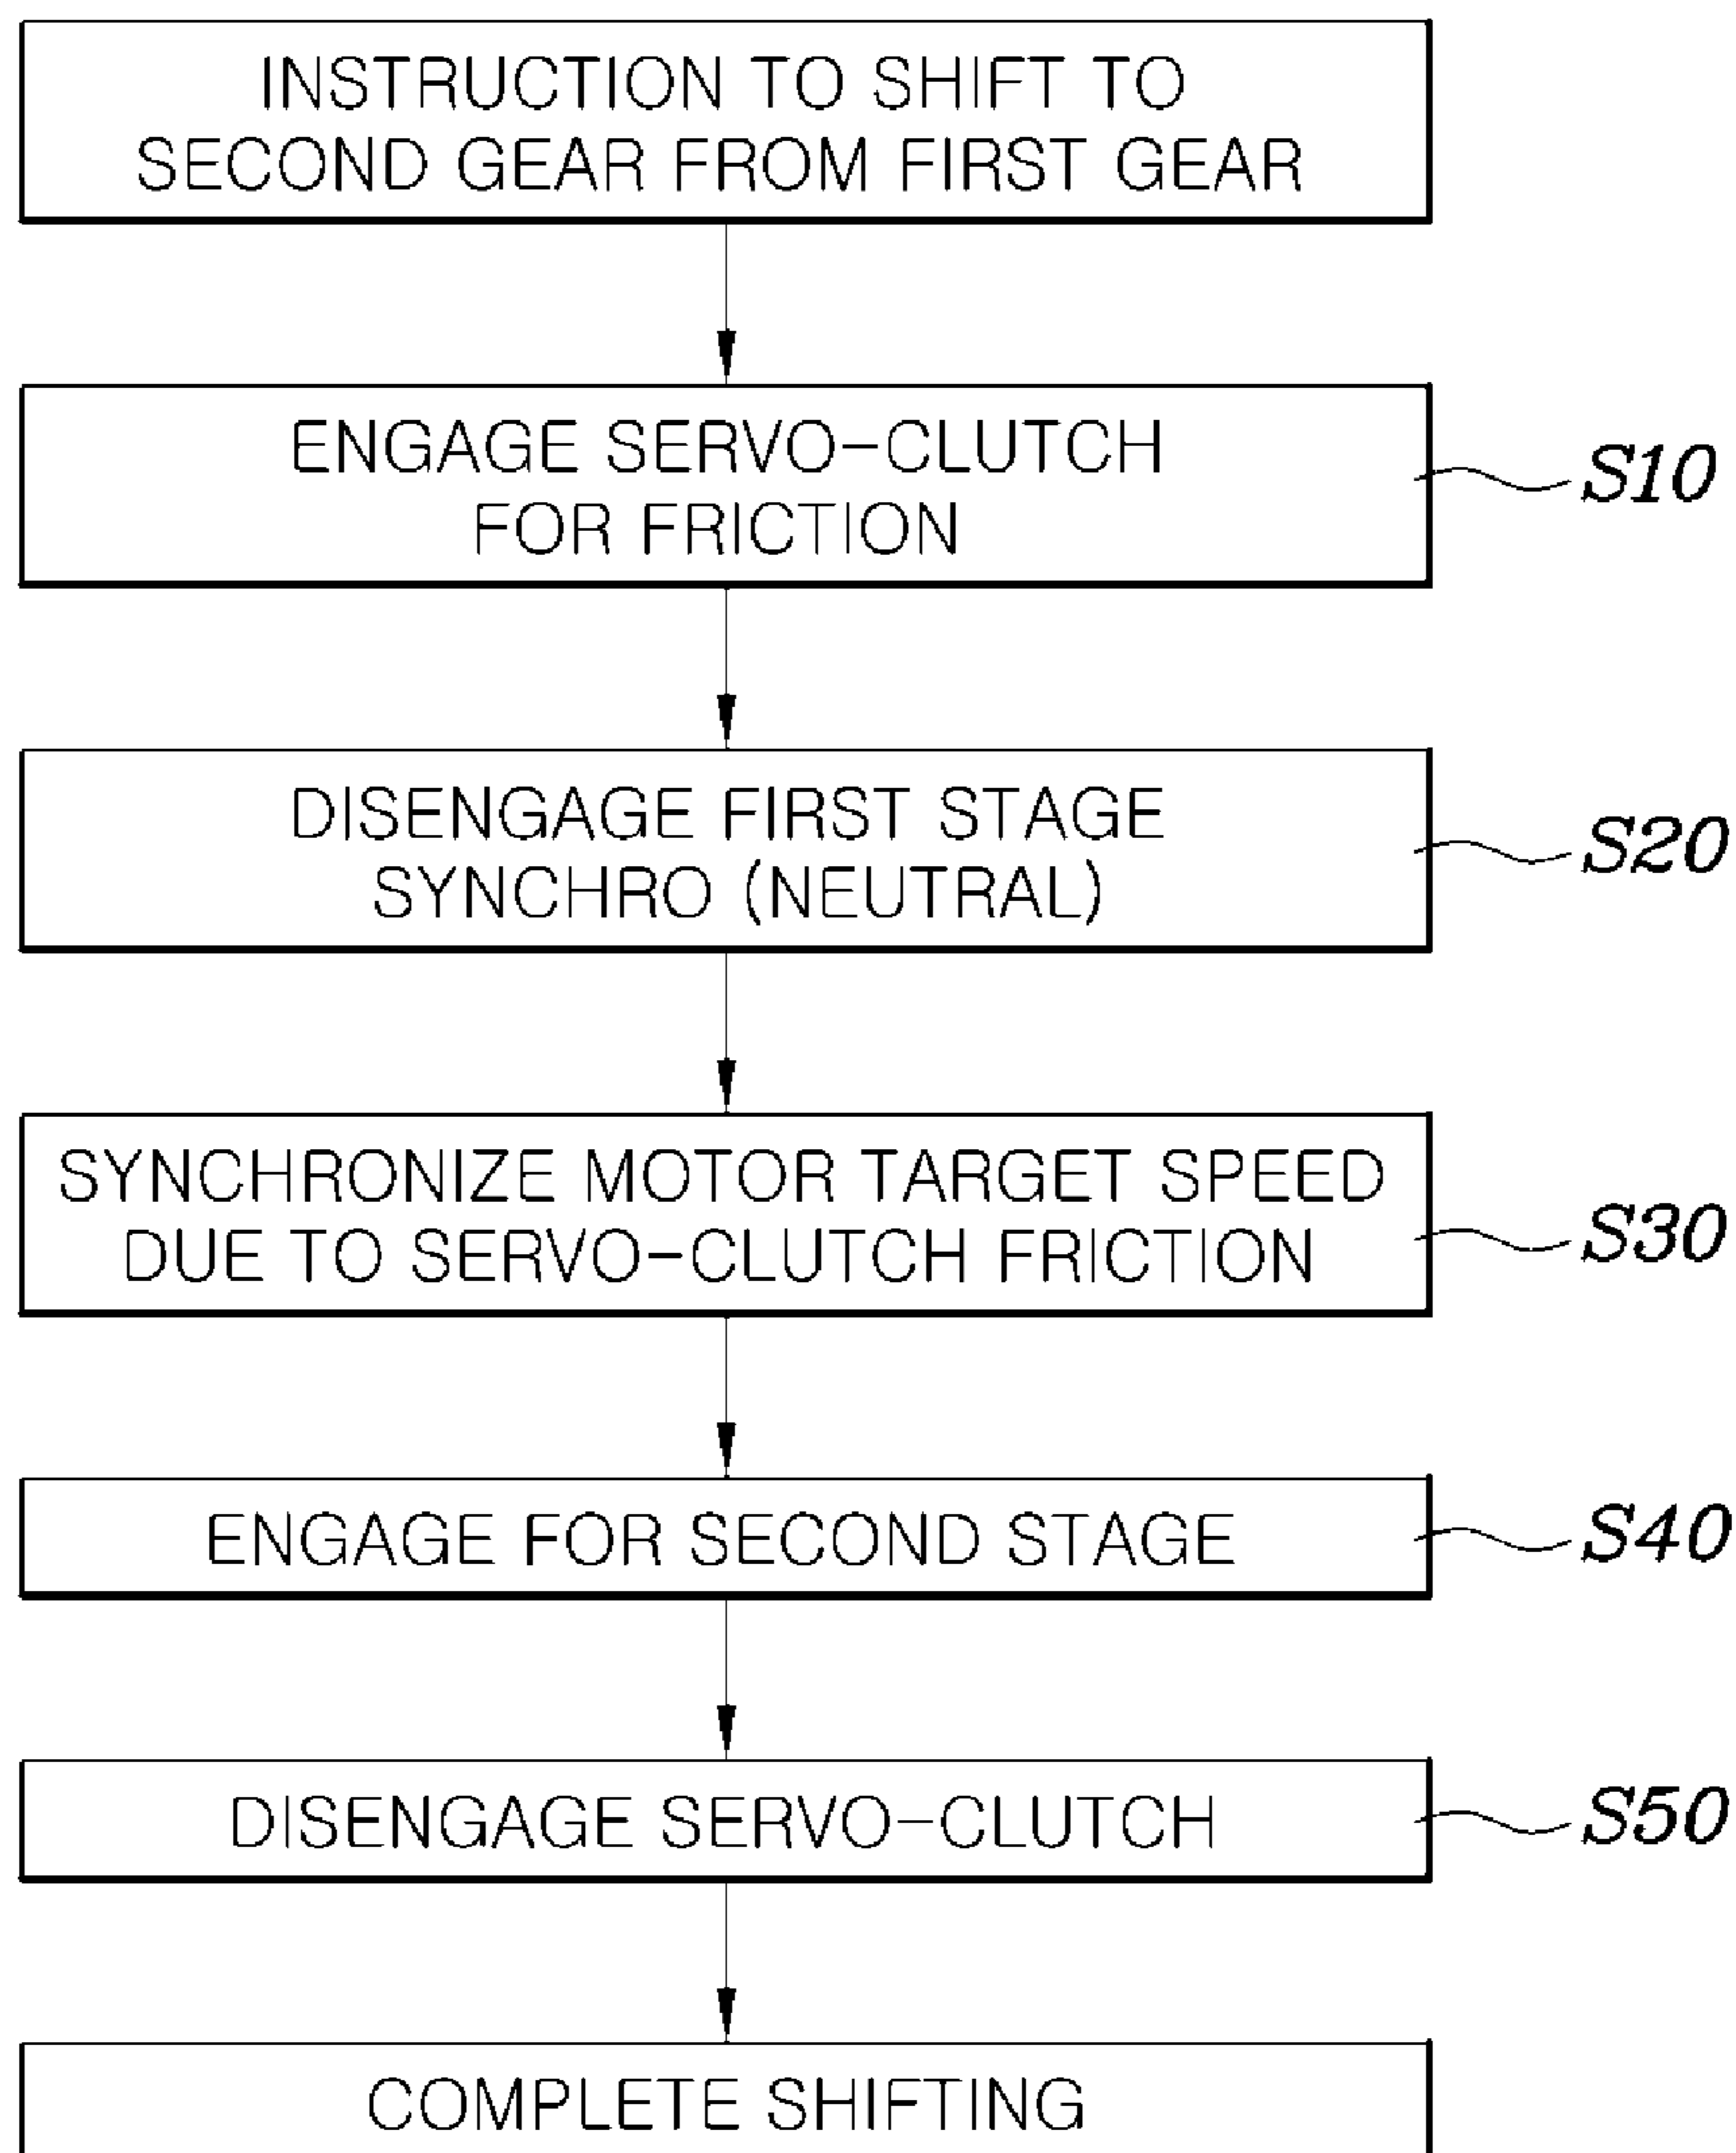 INSTRUCTION TO SHIFT TO
SECOND GEAR FROM FIRST GEAR
ENGAGE SERVO-CLUTCH
FOR FRICTION
S10
DISENGAGE FIRST STAGE
SYNCHRO (NEUTRAL)
S20
SYNCHRONIZE MOTOR TARGET SPEED
DUE TO SERVO-CLUTCH FRICTION
S30
ENGAGE FOR SECOND STAGE
S40
DISENGAGE SERVO-CLUTCH
S50
COMPLETE SHIFTING